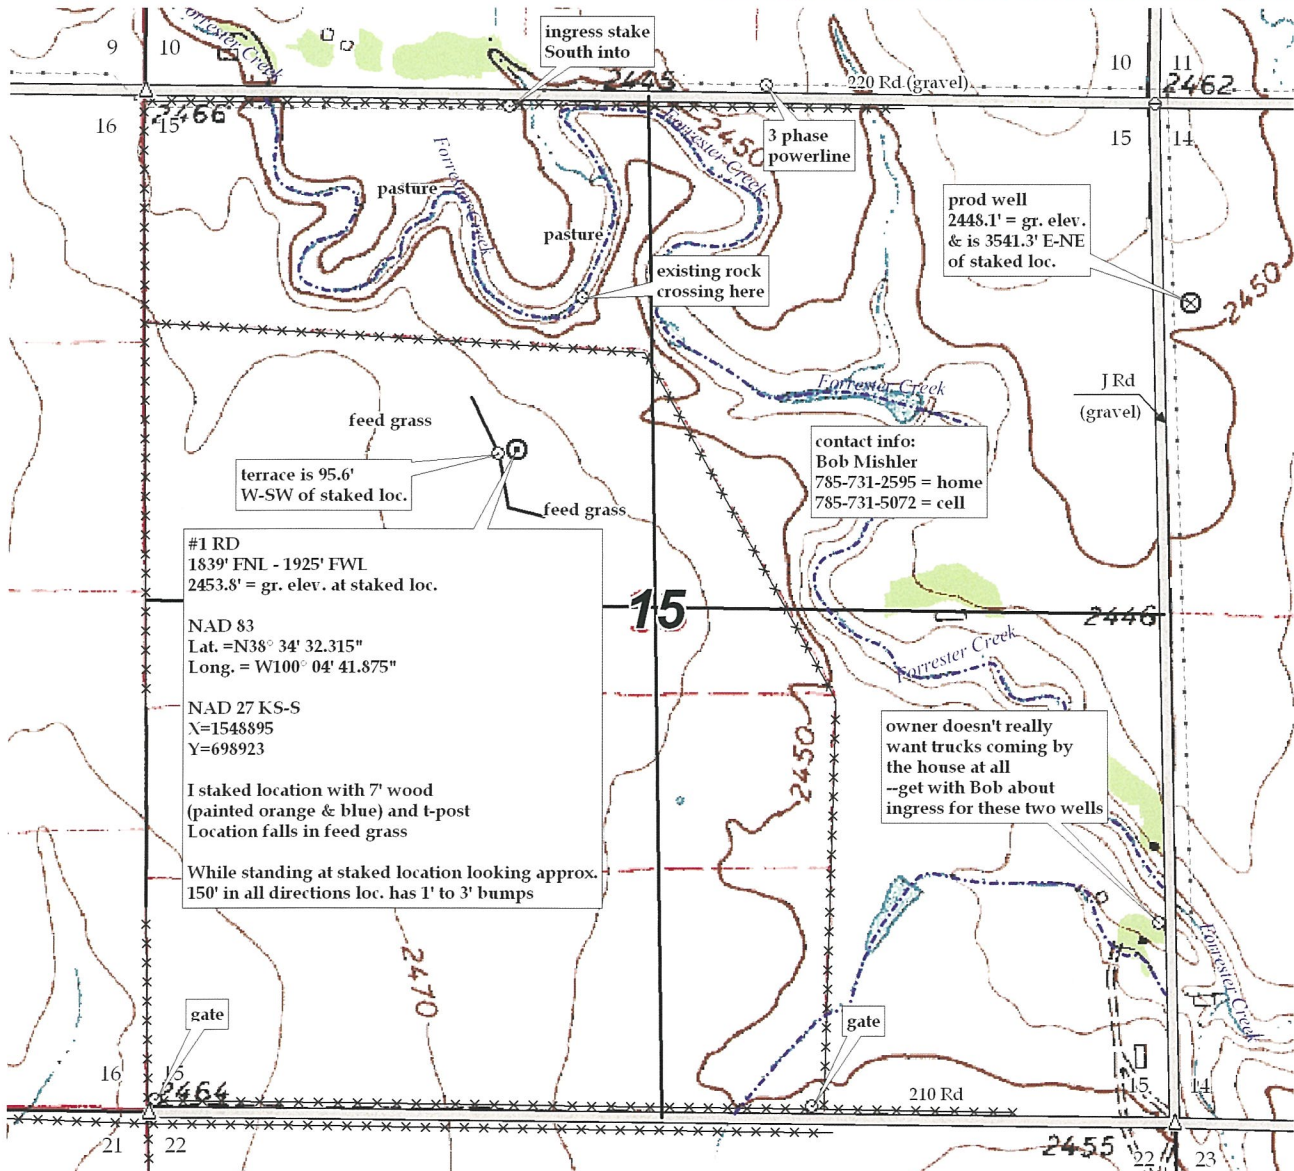 9
10
Forrester Creek
ingress stake
South into
2445
220 Rd (gravel)
10
11
2462
16
15
2466
Forrester Creek
2450
Forrester Creek
3 phase
powerline
15
14
pasture
pasture
prod well
2448.1' = gr. elev.
& is 3541.3' E-NE
of staked loc.
existing rock
crossing here
2450
Forrester Creek
J Rd
(gravel)
feed grass
contact info:
Bob Mishler
785-731-2595 = home
785-731-5072 = cell
terrace is 95.6'
W-SW of staked loc.
feed grass
#1 RD
1839' FNL - 1925' FWL
2453.8' = gr. elev. at staked loc.
NAD 83
Lat. =N38° 34' 32.315"
Long. = W100° 04' 41.875"
NAD 27 KS-S
X=1548895
Y=698923
I staked location with 7' wood
(painted orange & blue) and t-post
Location falls in feed grass
While standing at staked location looking approx.
150' in all directions loc. has 1' to 3' bumps
15
2446
Forrester Creek
2450
owner doesn't really
want trucks coming by
the house at all
--get with Bob about
ingress for these two wells
Forrester Creek
2470
gate
gate
16
15
2464
210 Rd
15
14
21
22
2455
22
23